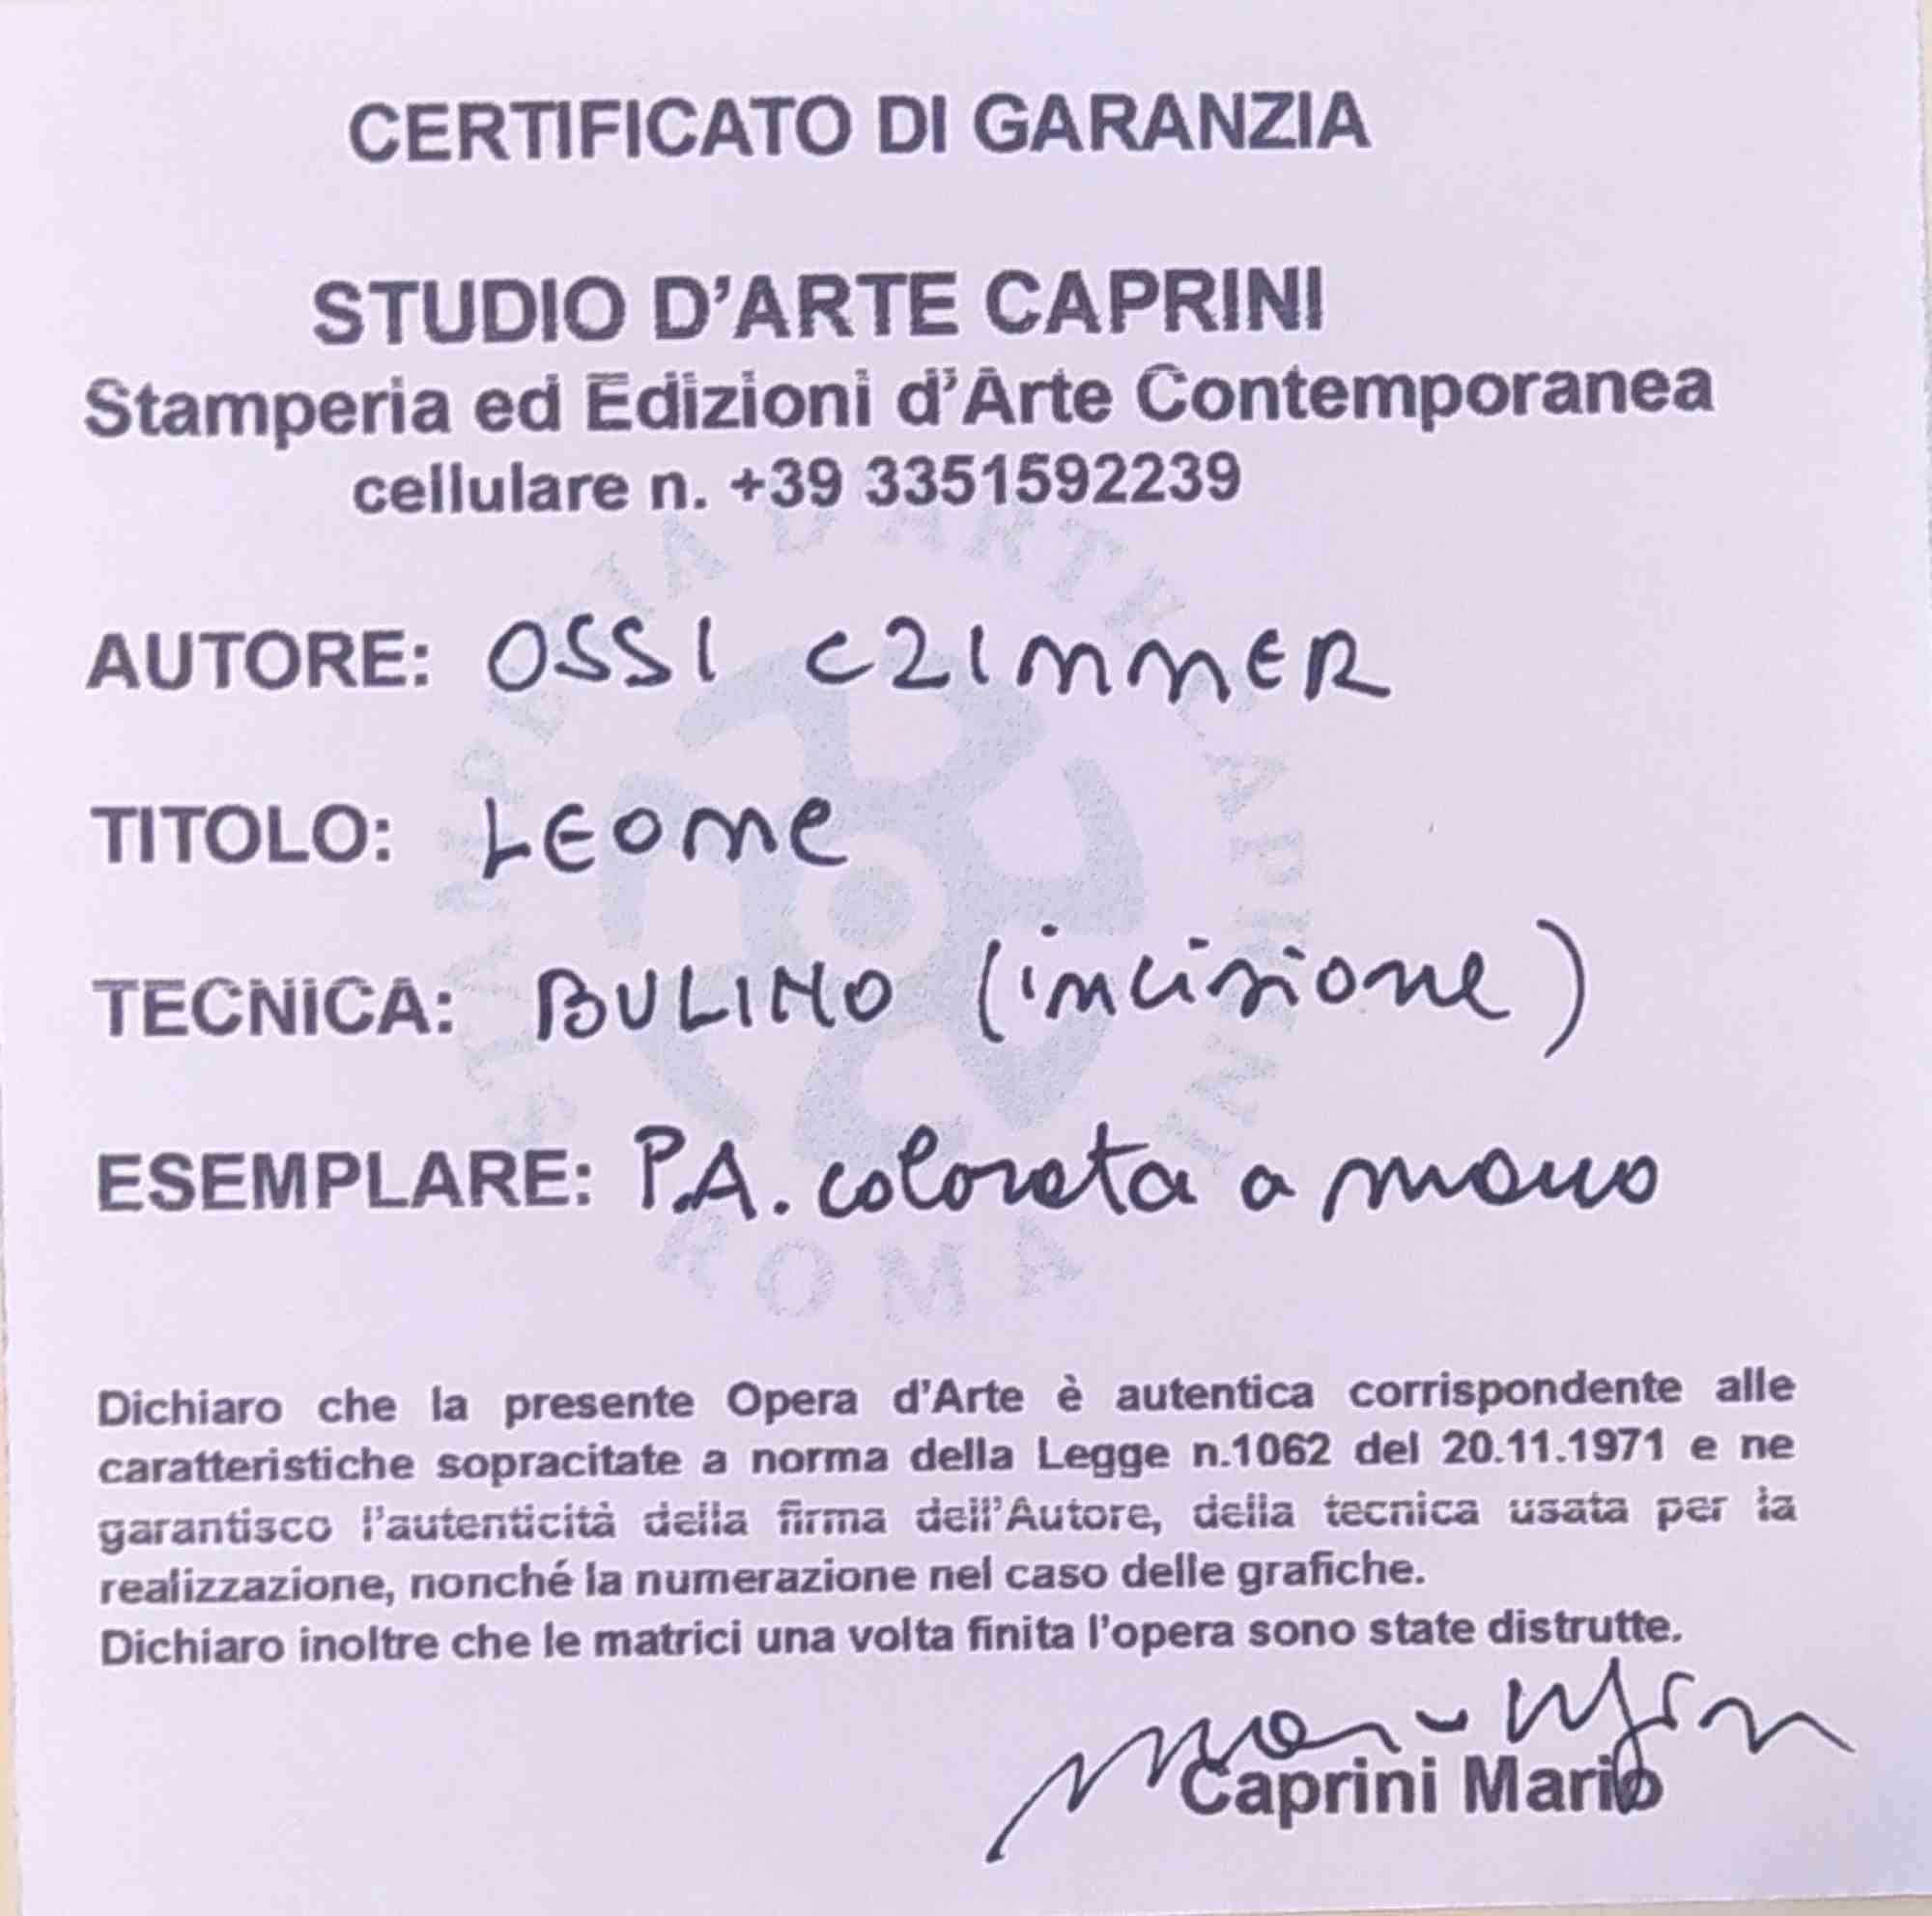 CERTIFICATO DI GARANZIA
STUDIO D'ARTE CAPRINI
Stamperia ed Edizioni d'Arte Contemporanea
cellulare n. +39 3351592239
AUTORE: OSSI CZIMMER
TITOLO: LEone
TECNICA: BULINO (incisione)
ESEMPLARE: P.A. colorata a mano
STAMPERIA D'ARTE CAPRINI
ROMA
Dichiaro che la presente Opera d'Arte è autentica corrispondente alle
caratteristiche sopracitate a norma della Legge n.1062 del 20.11.1971 e ne
garantisco l'autenticità della firma dell'Autore, della tecnica usata per la
realizzazione, nonché la numerazione nel caso delle grafiche.
Dichiaro inoltre che le matrici una volta finita l'opera sono state distrutte.
Caprini Mario